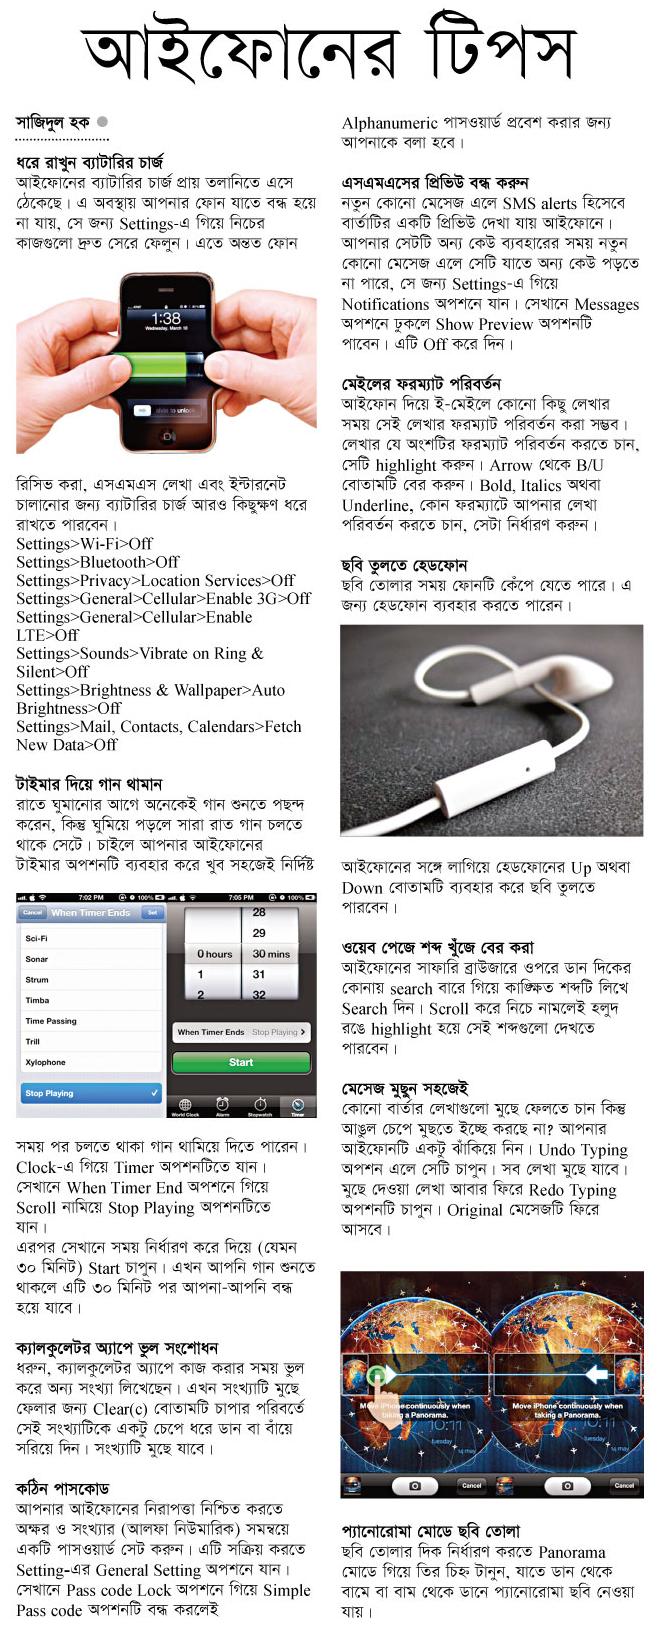 আইফোনের টিপস
সাজিদুল হক
ধরে রাখুন ব্যাটারির চার্জ
আইফোনের ব্যাটারির চার্জ প্রায় তলানিতে এসে
ঠেকেছে। এ অবস্থায় আপনার ফোন যাতে বন্ধ হয়ে
না যায়, সে জন্য Settings-এ গিয়ে নিচের
কাজগুলো দ্রুত সেরে ফেলুন। এতে অন্তত ফোন
1:38
Wednesday, March 10
slide to unlock
রিসিভ করা, এসএমএস লেখা এবং ইন্টারনেট
চালানোর জন্য ব্যাটারির চার্জ আরও কিছুক্ষণ ধরে
রাখতে পারবেন।
Settings>Wi-Fi>Off
Settings>Bluetooth>Off
Settings>Privacy>Location Services>Off
Settings>General>Cellular>Enable 3G>Off
Settings>General>Cellular>Enable
LTE>Off
Settings>Sounds>Vibrate on Ring &
Silent>Off
Settings>Brightness & Wallpaper>Auto
Brightness>Off
Settings>Mail, Contacts, Calendars>Fetch
New Data>Off
টাইমার দিয়ে গান থামান
রাতে ঘুমানোর আগে অনেকেই গান শুনতে পছন্দ
করেন, কিন্তু ঘুমিয়ে পড়লে সারা রাত গান চলতে
থাকে সেটে। চাইলে আপনার আইফোনের
টাইমার অপশনটি ব্যবহার করে খুব সহজেই নির্দিষ্ট
7:02 PM 100%
Cancel When Timer Ends Set
Sci-Fi
Sonar
Strum
Timba
Time Passing
Trill
Xylophone
Stop Playing
7:05 PM 100%
28
29
0 hours 30 mins
1 31
2 32
When Timer Ends Stop Playing >
Start
World Clock Alarm Stopwatch Timer
সময় পর চলতে থাকা গান থামিয়ে দিতে পারেন।
Clock-এ গিয়ে Timer অপশনটিতে যান।
সেখানে When Timer End অপশনে গিয়ে
Scroll নামিয়ে Stop Playing অপশনটিতে
যান।
এরপর সেখানে সময় নির্ধারণ করে দিয়ে (যেমন
৩০ মিনিট) Start চাপুন। এখন আপনি গান শুনতে
থাকলে এটি ৩০ মিনিট পর আপনা-আপনি বন্ধ
হয়ে যাবে।
ক্যালকুলেটর অ্যাপে ভুল সংশোধন
ধরুন, ক্যালকুলেটর অ্যাপে কাজ করার সময় ভুল
করে অন্য সংখ্যা লিখেছেন। এখন সংখ্যাটি মুছে
ফেলার জন্য Clear(c) বোতামটি চাপার পরিবর্তে
সেই সংখ্যাটিকে একটু চেপে ধরে ডান বা বাঁয়ে
সরিয়ে দিন। সংখ্যাটি মুছে যাবে।
কঠিন পাসকোড
আপনার আইফোনের নিরাপত্তা নিশ্চিত করতে
অক্ষর ও সংখ্যার (আলফা নিউমারিক) সমন্বয়ে
একটি পাসওয়ার্ড সেট করুন। এটি সক্রিয় করতে
Setting-এর General Setting অপশনে যান।
সেখানে Pass code Lock অপশনে গিয়ে Simple
Pass code অপশনটি বন্ধ করলেই
Alphanumeric পাসওয়ার্ড প্রবেশ করার জন্য
আপনাকে বলা হবে।
এসএমএসের প্রিভিউ বন্ধ করুন
নতুন কোনো মেসেজ এলে SMS alerts হিসেবে
বার্তাটির একটি প্রিভিউ দেখা যায় আইফোনে।
আপনার সেটটি অন্য কেউ ব্যবহারের সময় নতুন
কোনো মেসেজ এলে সেটি যাতে অন্য কেউ পড়তে
না পারে, সে জন্য Settings-এ গিয়ে
Notifications অপশনে যান। সেখানে Messages
অপশনে ঢুকলে Show Preview অপশনটি
পাবেন। এটি Off করে দিন।
মেইলের ফরম্যাট পরিবর্তন
আইফোন দিয়ে ই-মেইলে কোনো কিছু লেখার
সময় সেই লেখার ফরম্যাট পরিবর্তন করা সম্ভব।
লেখার যে অংশটির ফরম্যাট পরিবর্তন করতে চান,
সেটি highlight করুন। Arrow থেকে B/U
বোতামটি বের করুন। Bold, Italics অথবা
Underline, কোন ফরম্যাটে আপনার লেখা
পরিবর্তন করতে চান, সেটা নির্ধারণ করুন।
ছবি তুলতে হেডফোন
ছবি তোলার সময় ফোনটি কেঁপে যেতে পারে। এ
জন্য হেডফোন ব্যবহার করতে পারেন।
আইফোনের সঙ্গে লাগিয়ে হেডফোনের Up অথবা
Down বোতামটি ব্যবহার করে ছবি তুলতে
পারবেন।
ওয়েব পেজে শব্দ খুঁজে বের করা
আইফোনের সাফারি ব্রাউজারে ওপরে ডান দিকের
কোনায় search বারে গিয়ে কাঙ্ক্ষিত শব্দটি লিখে
Search দিন। Scroll করে নিচে নামলেই হলুদ
রঙে highlight হয়ে সেই শব্দগুলো দেখতে
পারবেন।
মেসেজ মুছুন সহজেই
কোনো বার্তার লেখাগুলো মুছে ফেলতে চান কিন্তু
আঙুল চেপে মুছতে ইচ্ছে করছে না? আপনার
আইফোনটি একটু ঝাঁকিয়ে নিন। Undo Typing
অপশন এলে সেটি চাপুন। সব লেখা মুছে যাবে।
মুছে দেওয়া লেখা আবার ফিরে Redo Typing
অপশনটি চাপুন। Original মেসেজটি ফিরে
আসবে।
Move iPhone continuously when
taking a Panorama.
10:11
tuesday
14 may
Cancel
Move iPhone continuously when
taking a Panorama.
10:11
tuesday
14 may
Cancel
প্যানোরোমা মোডে ছবি তোলা
ছবি তোলার দিক নির্ধারণ করতে Panorama
মোডে গিয়ে তির চিহ্ন টানুন, যাতে ডান থেকে
বামে বা বাম থেকে ডানে প্যানোরোমা ছবি নেওয়া
যায়।